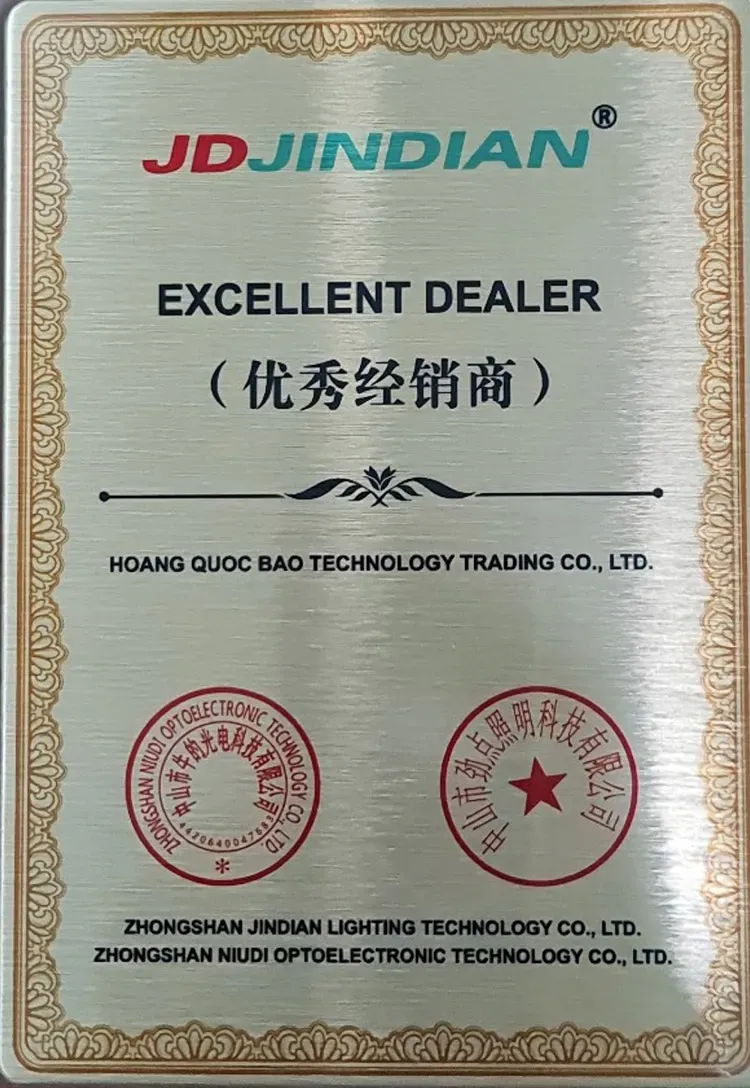 JDJINDIAN®
EXCELLENT DEALER
（优秀经销商）
HOANG QUOC BAO TECHNOLOGY TRADING CO., LTD.
ZHONGSHAN NIUDI OPTOELECTRONIC TECHNOLOGY CO., LTD.
中山市牛的光电科技有限公司
*
中山市劲点照明科技有限公司
ZHONGSHAN JINDIAN LIGHTING TECHNOLOGY CO., LTD.
ZHONGSHAN NIUDI OPTOELECTRONIC TECHNOLOGY CO., LTD.